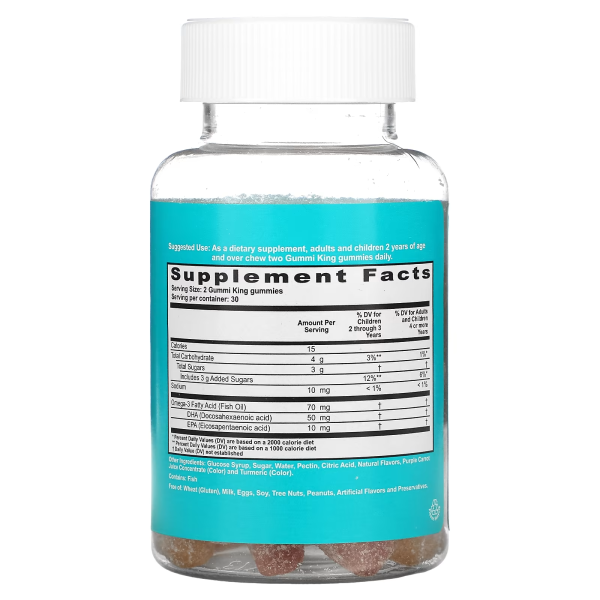 Suggested Use: As a dietary supplement, adults and children 2 years of age
and over chew two Gummi King gummies daily.
Supplement Facts
Serving Size: 2 Gummi King gummies
Serving per container: 30
Amount Per Serving
% DV for Children 2 through 3 Years
% DV for Adults and Children 4 or more Years
Calories 15
Total Carbohydrate 4 g 3%** 1%*
Total Sugars 3 g † †
Includes 3 g Added Sugars 12%** 6%*
Sodium 10 mg < 1% < 1%
Omega-3 Fatty Acid (Fish Oil) 70 mg † †
DHA (Docosahexaenoic acid) 50 mg † †
EPA (Eicosapentaenoic acid) 10 mg † †
* Percent Daily Values (DV) are based on a 2000 calorie diet
** Percent Daily Values (DV) are based on a 1000 calorie diet
† Daily Value (DV) not established
Other Ingredients: Glucose Syrup, Sugar, Water, Pectin, Citric Acid, Natural Flavors, Purple Carrot
Juice Concentrate (Color) and Turmeric (Color).
Contains: Fish
Free of: Wheat (Gluten), Milk, Eggs, Soy, Tree Nuts, Peanuts, Artificial Flavors and Preservatives.